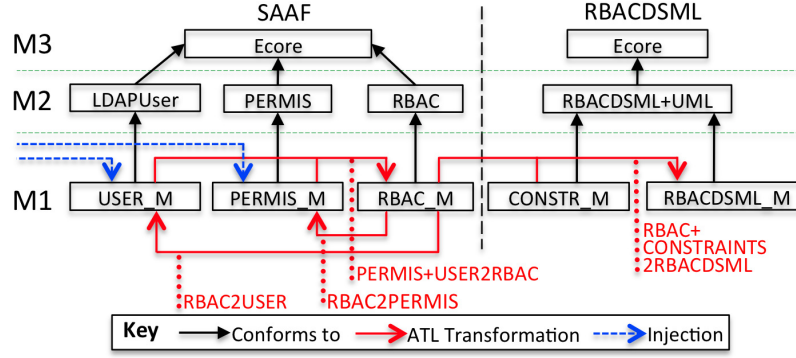 SAAF RBACDSML
M3 Ecore Ecore
M2 LDAPUser PERMIS RBAC RBACDSML+UML
M1 USER_M PERMIS_M RBAC_M CONSTR_M RBACDSML_M
RBAC+
CONSTRAINTS
2RBACDSML
PERMIS+USER2RBAC
RBAC2USER RBAC2PERMIS
Key Conforms to ATL Transformation Injection